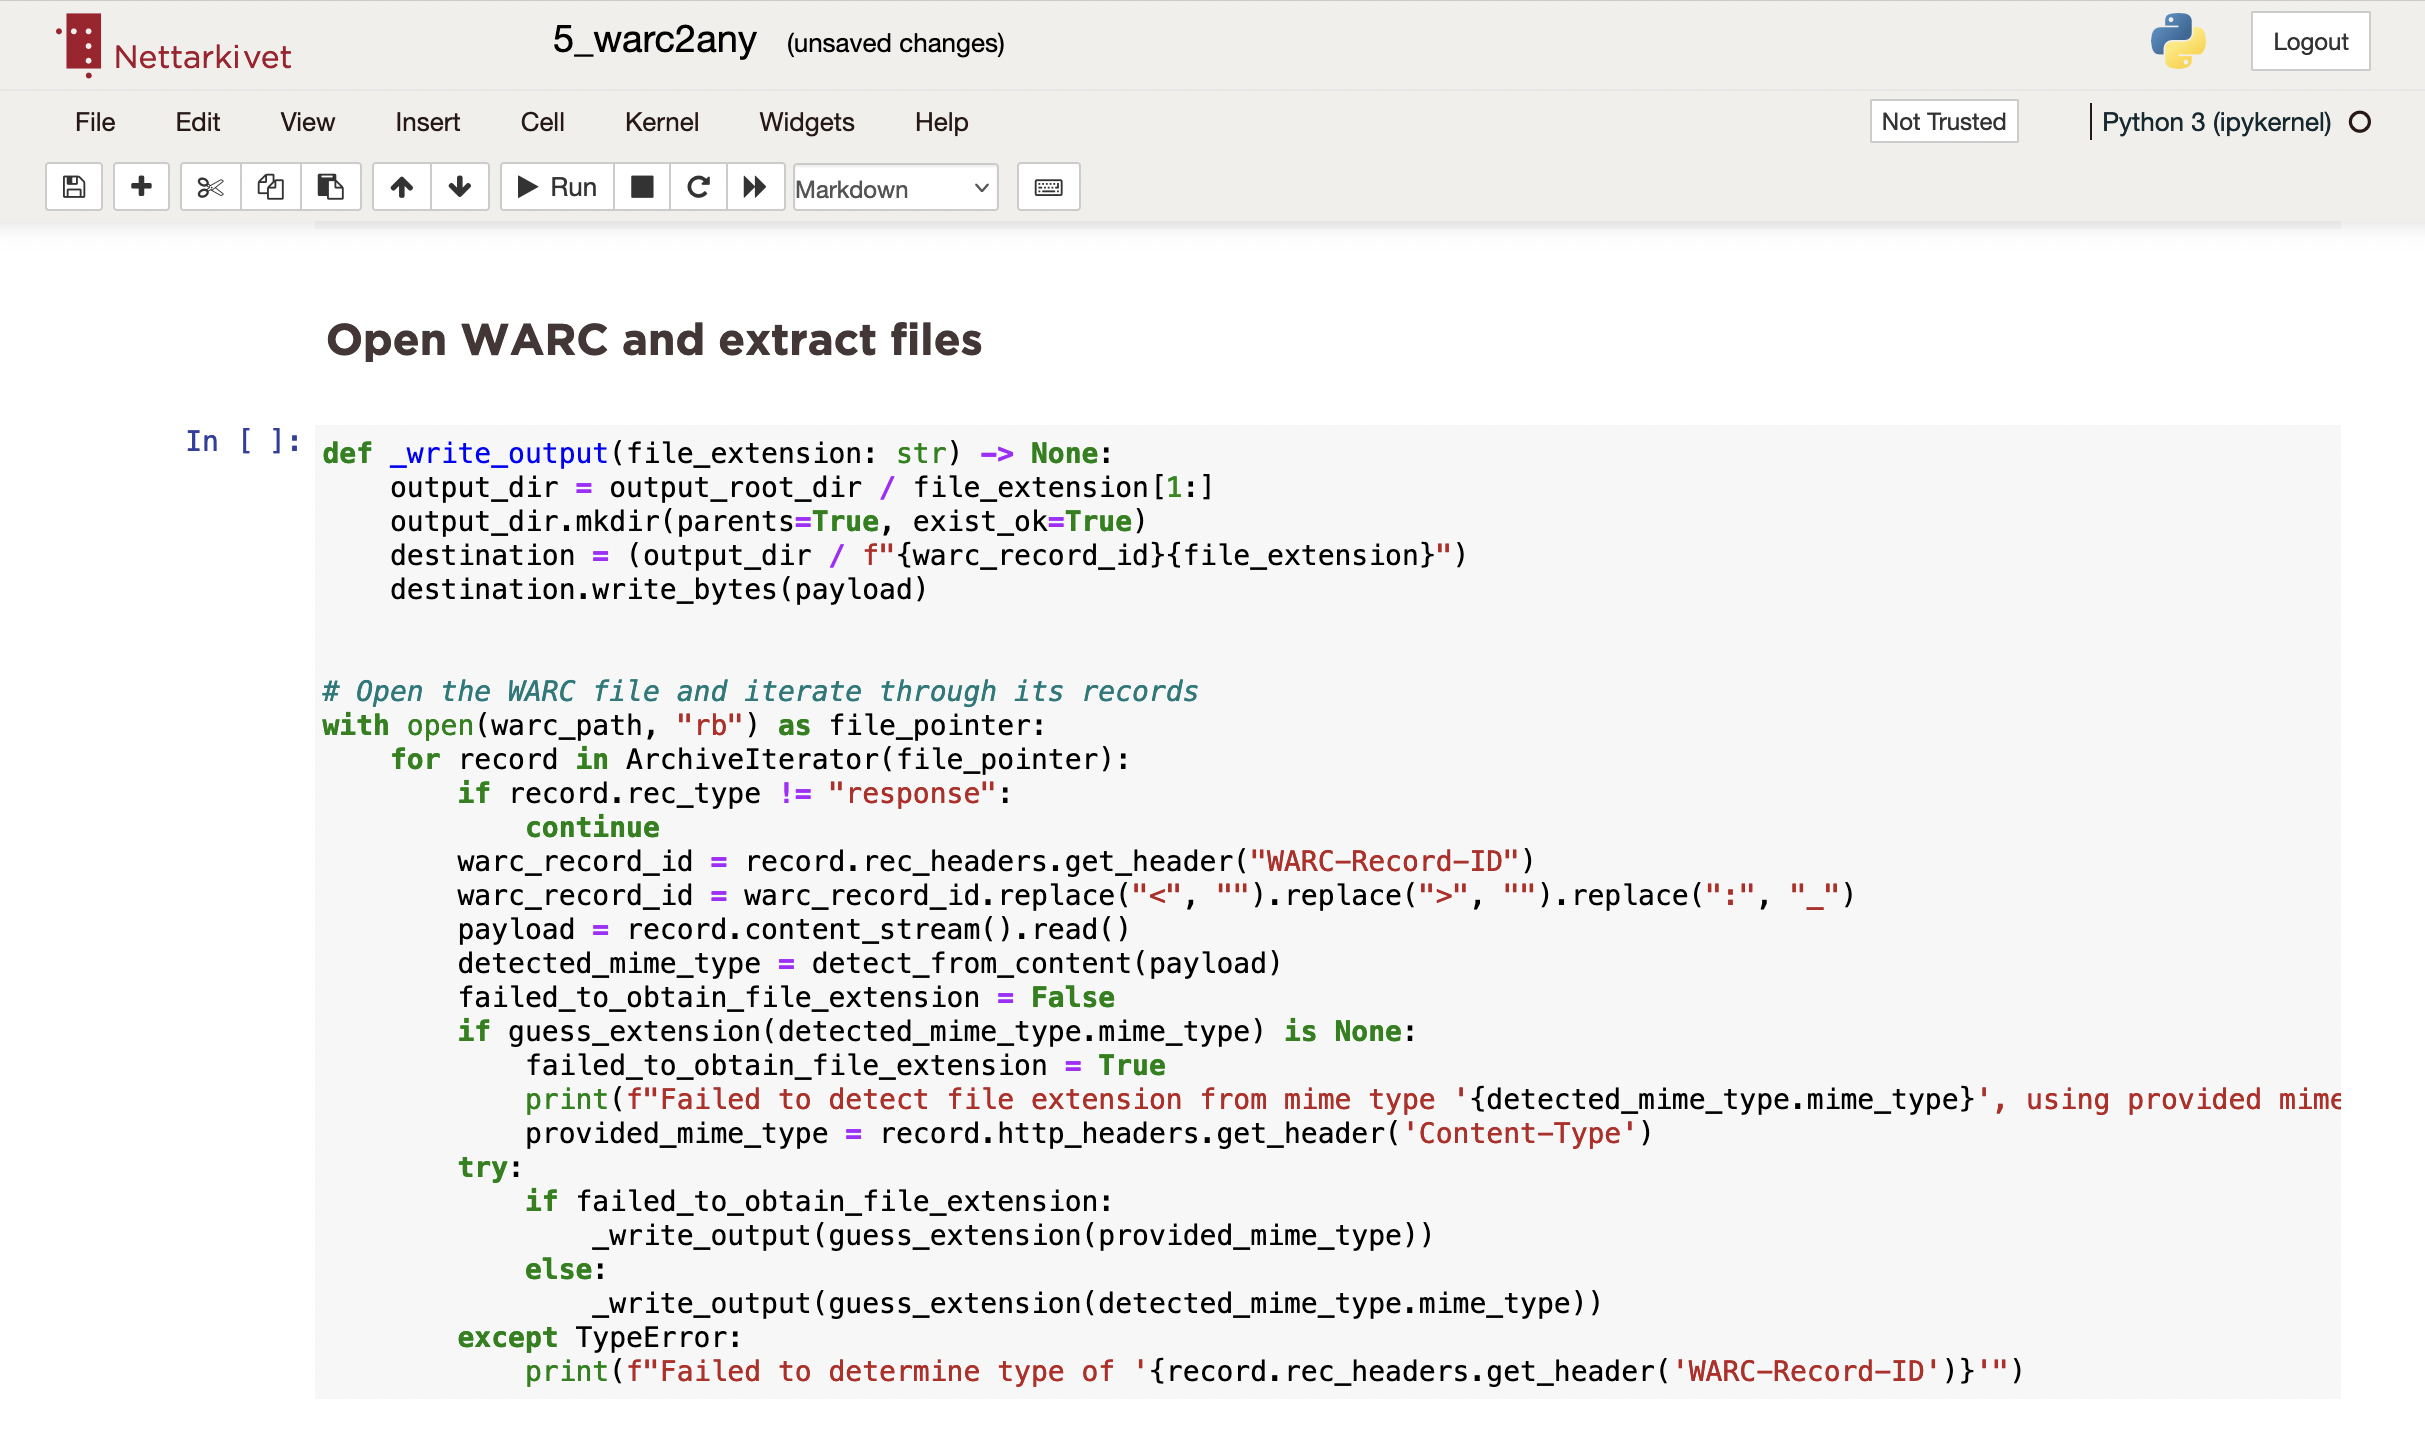 Nettarkivet
5_warc2any (unsaved changes)
Logout
File Edit View Insert Cell Kernel Widgets Help
Not Trusted
Python 3 (ipykernel)
Run
Markdown
Open WARC and extract files
In [ ]:
def _write_output(file_extension: str) -> None:
    output_dir = output_root_dir / file_extension[1:]
    output_dir.mkdir(parents=True, exist_ok=True)
    destination = (output_dir / f"{warc_record_id}{file_extension}")
    destination.write_bytes(payload)
# Open the WARC file and iterate through its records
with open(warc_path, "rb") as file_pointer:
    for record in ArchiveIterator(file_pointer):
        if record.rec_type != "response":
            continue
        warc_record_id = record.rec_headers.get_header("WARC-Record-ID")
        warc_record_id = warc_record_id.replace("<", "").replace(">", "").replace(":", "_")
        payload = record.content_stream().read()
        detected_mime_type = detect_from_content(payload)
        failed_to_obtain_file_extension = False
        if guess_extension(detected_mime_type.mime_type) is None:
            failed_to_obtain_file_extension = True
            print(f"Failed to detect file extension from mime type '{detected_mime_type.mime_type}', using provided mime
            provided_mime_type = record.http_headers.get_header('Content-Type')
        try:
            if failed_to_obtain_file_extension:
                _write_output(guess_extension(provided_mime_type))
            else:
                _write_output(guess_extension(detected_mime_type.mime_type))
        except TypeError:
            print(f"Failed to determine type of '{record.rec_headers.get_header('WARC-Record-ID')}'")